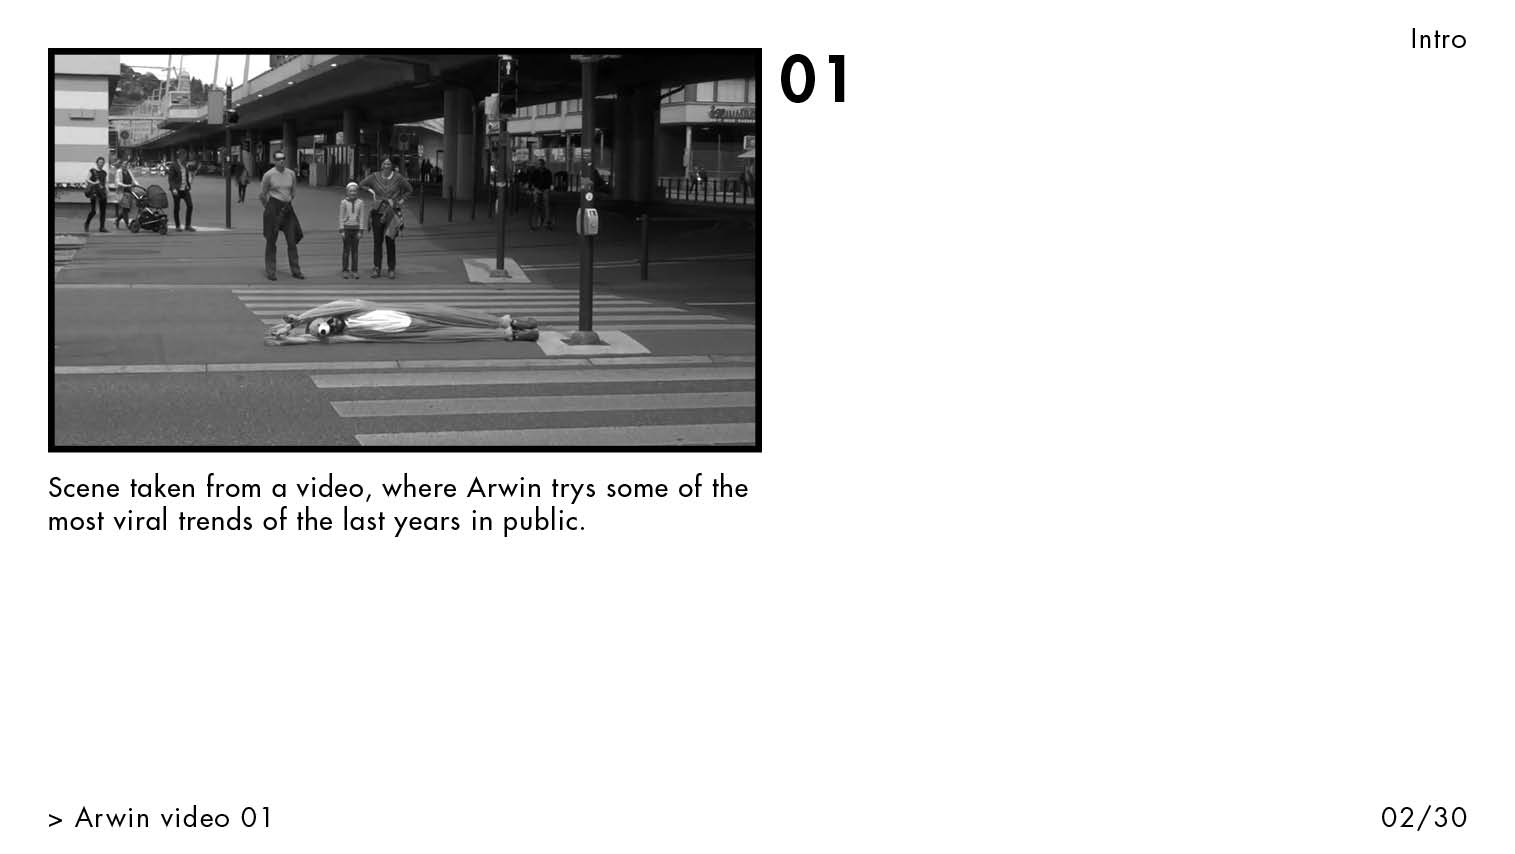 Intro
01
Scene taken from a video, where Arwin trys some of the
most viral trends of the last years in public.
> Arwin video 01
02/30